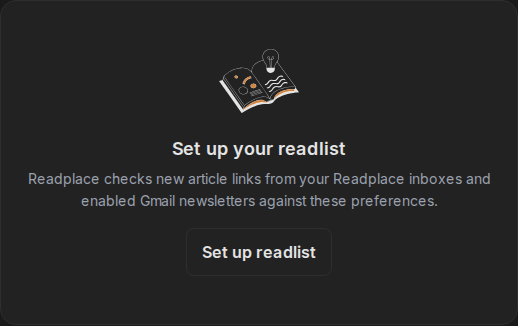 Set up your readlist
Readplace checks new article links from your Readplace inboxes and
enabled Gmail newsletters against these preferences.
Set up readlist